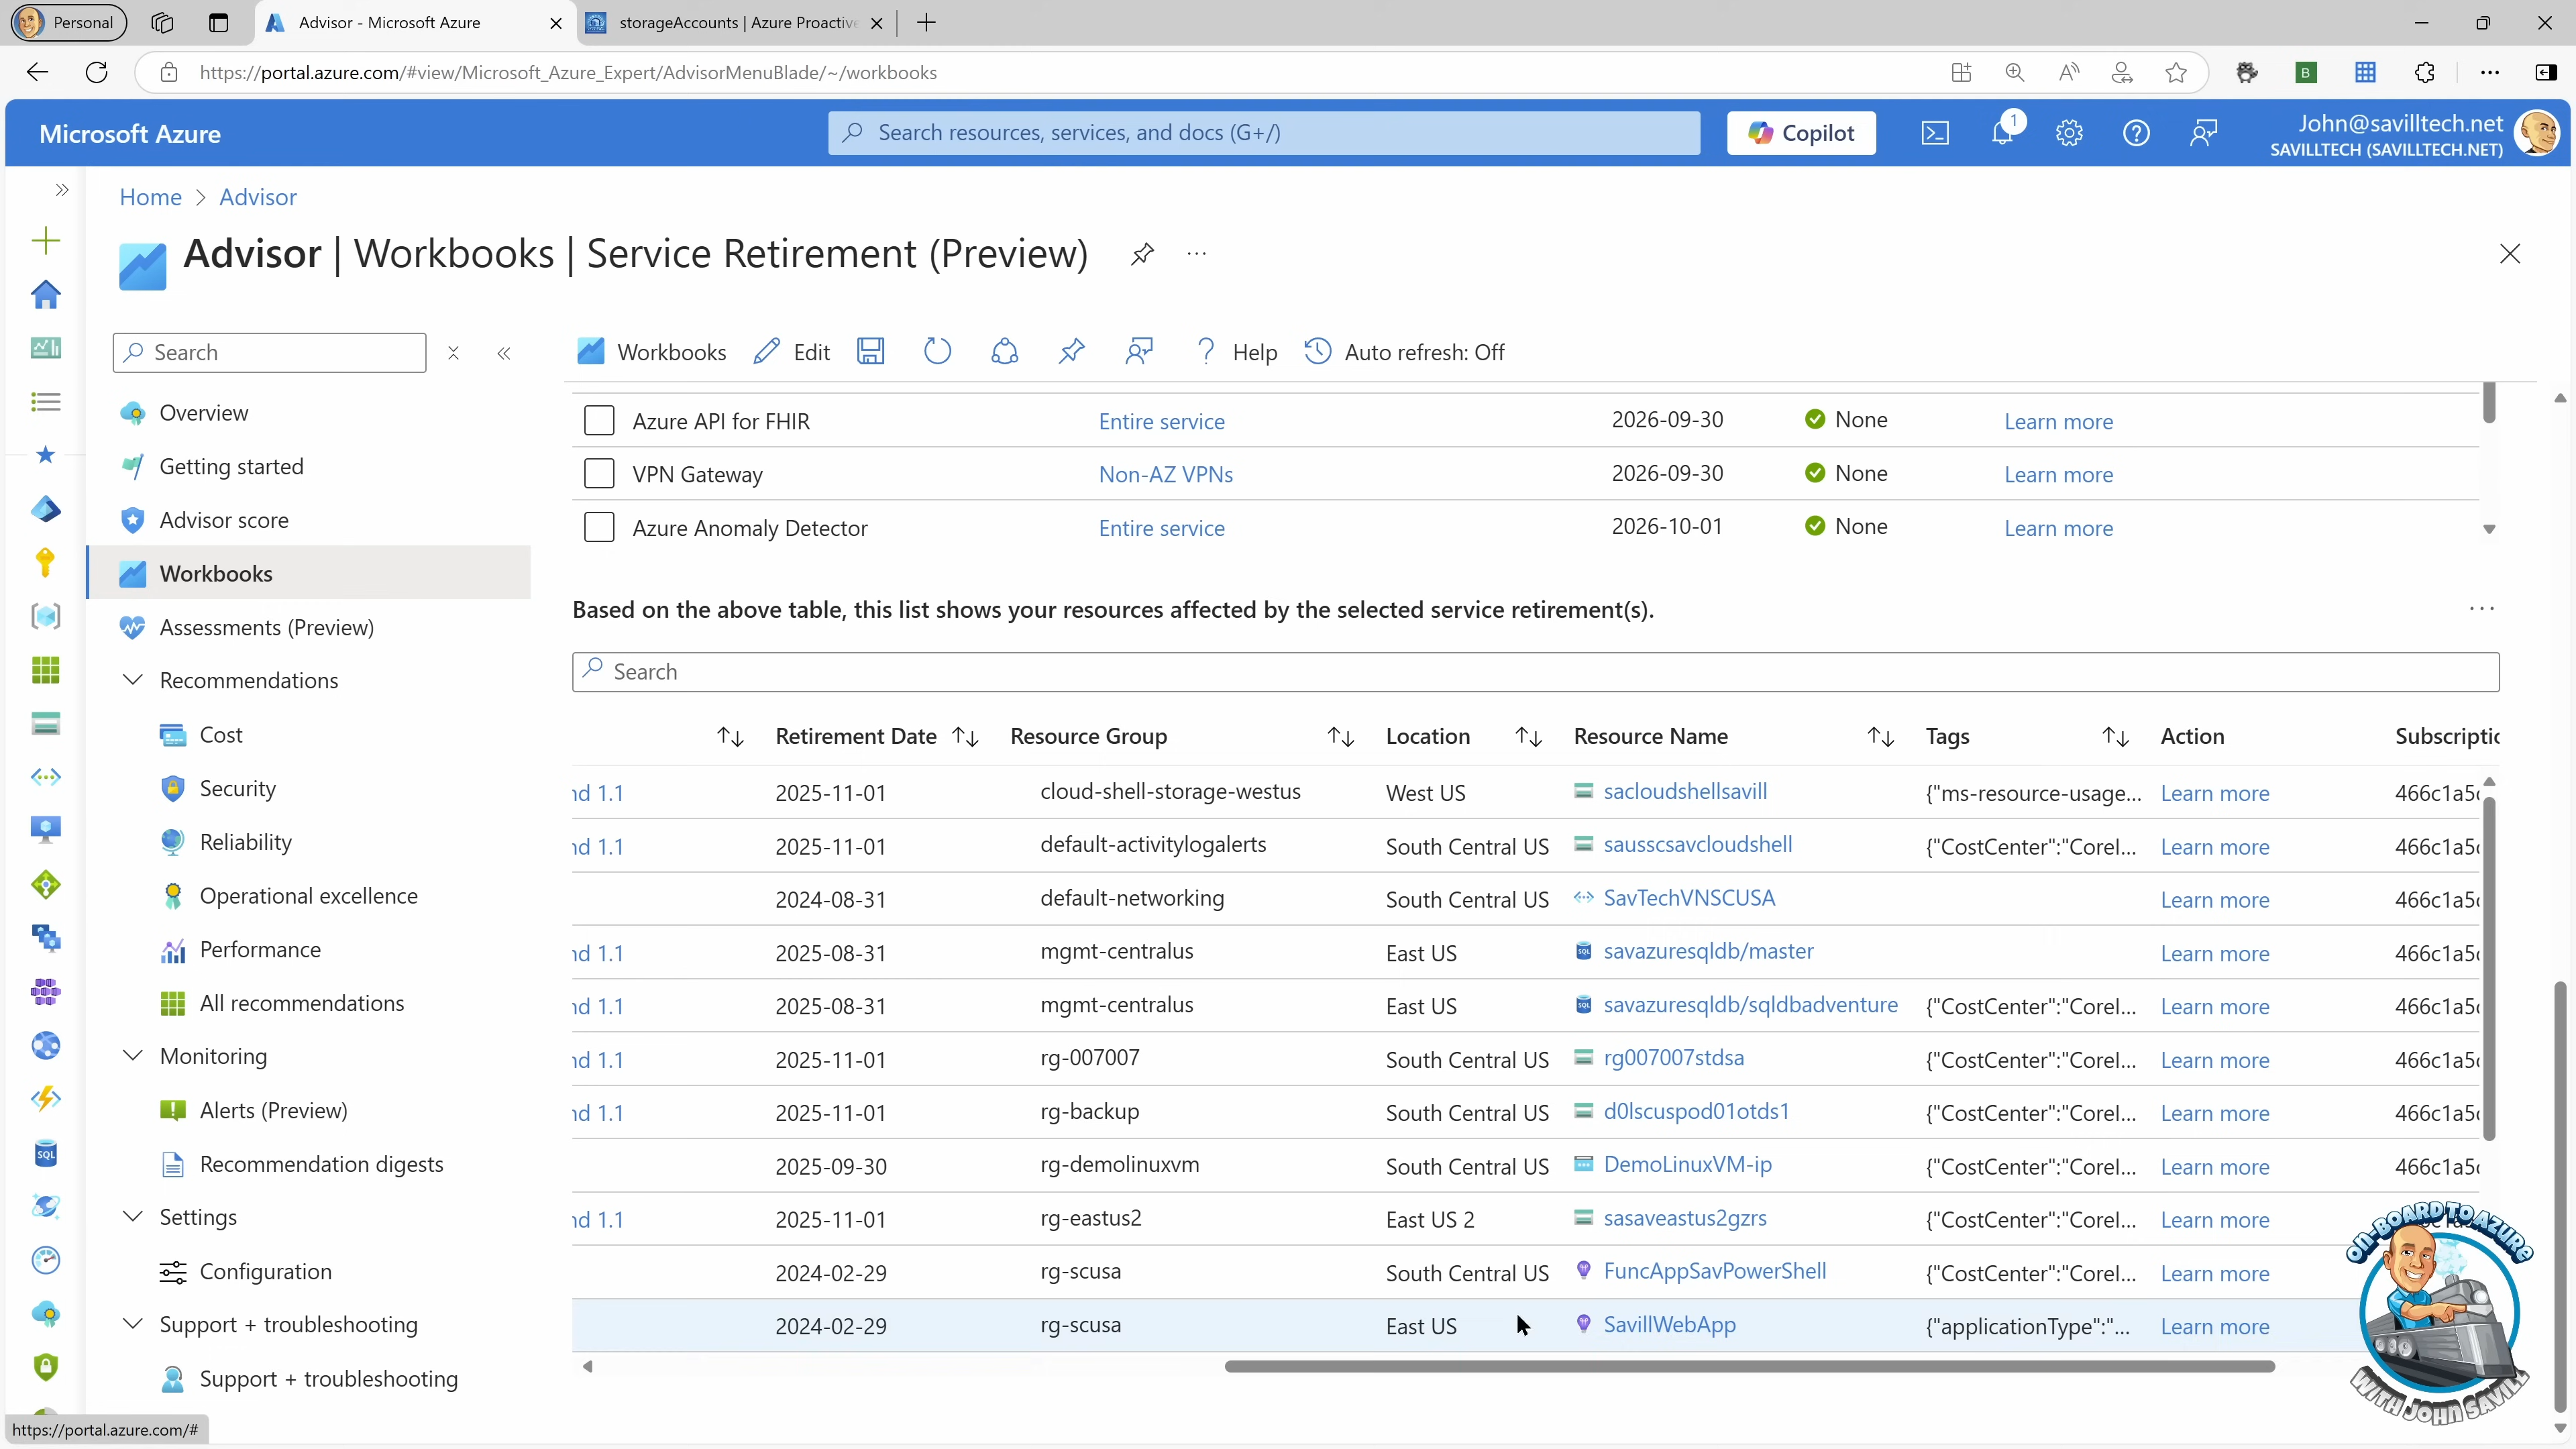 Personal
Advisor - Microsoft Azure
storageAccounts | Azure Proactive
https://portal.azure.com/#view/Microsoft_Azure_Expert/AdvisorMenuBlade/~/workbooks
Microsoft Azure
Search resources, services, and docs (G+/)
Copilot
1
John@savilltech.net
SAVILLTECH (SAVILLTECH.NET)
Home > Advisor
Advisor | Workbooks | Service Retirement (Preview)
Search
Workbooks Edit Help Auto refresh: Off
Overview
Getting started
Advisor score
Workbooks
Assessments (Preview)
Recommendations
Cost
Security
Reliability
Operational excellence
Performance
All recommendations
Monitoring
Alerts (Preview)
Recommendation digests
Settings
Configuration
Support + troubleshooting
Support + troubleshooting
Azure API for FHIR Entire service 2026-09-30 None Learn more
VPN Gateway Non-AZ VPNs 2026-09-30 None Learn more
Azure Anomaly Detector Entire service 2026-10-01 None Learn more
Based on the above table, this list shows your resources affected by the selected service retirement(s).
Search
Retirement Date Resource Group Location Resource Name Tags Action Subscriptic
nd 1.1 2025-11-01 cloud-shell-storage-westus West US sacloudshellsavill {"ms-resource-usage... Learn more 466c1a5
nd 1.1 2025-11-01 default-activitylogalerts South Central US sausscsavcloudshell {"CostCenter":"CoreI... Learn more 466c1a5
2024-08-31 default-networking South Central US SavTechVNSCUSA Learn more 466c1a5
nd 1.1 2025-08-31 mgmt-centralus East US savazuresqldb/master Learn more 466c1a5
nd 1.1 2025-08-31 mgmt-centralus East US savazuresqldb/sqldbadventure {"CostCenter":"CoreI... Learn more 466c1a5
nd 1.1 2025-11-01 rg-007007 South Central US rg007007stdsa {"CostCenter":"CoreI... Learn more 466c1a5
nd 1.1 2025-11-01 rg-backup South Central US d0lscuspod01otds1 {"CostCenter":"CoreI... Learn more 466c1a5
2025-09-30 rg-demolinuxvm South Central US DemoLinuxVM-ip {"CostCenter":"CoreI... Learn more 466c1a5
nd 1.1 2025-11-01 rg-eastus2 East US 2 sasaveastus2gzrs {"CostCenter":"CoreI... Learn more
2024-02-29 rg-scusa South Central US FuncAppSavPowerShell {"CostCenter":"CoreI... Learn more
2024-02-29 rg-scusa East US SavillWebApp {"applicationType":"... Learn more
ON-BOARD TO AZURE
WITH JOHN SAVILL
https://portal.azure.com/#